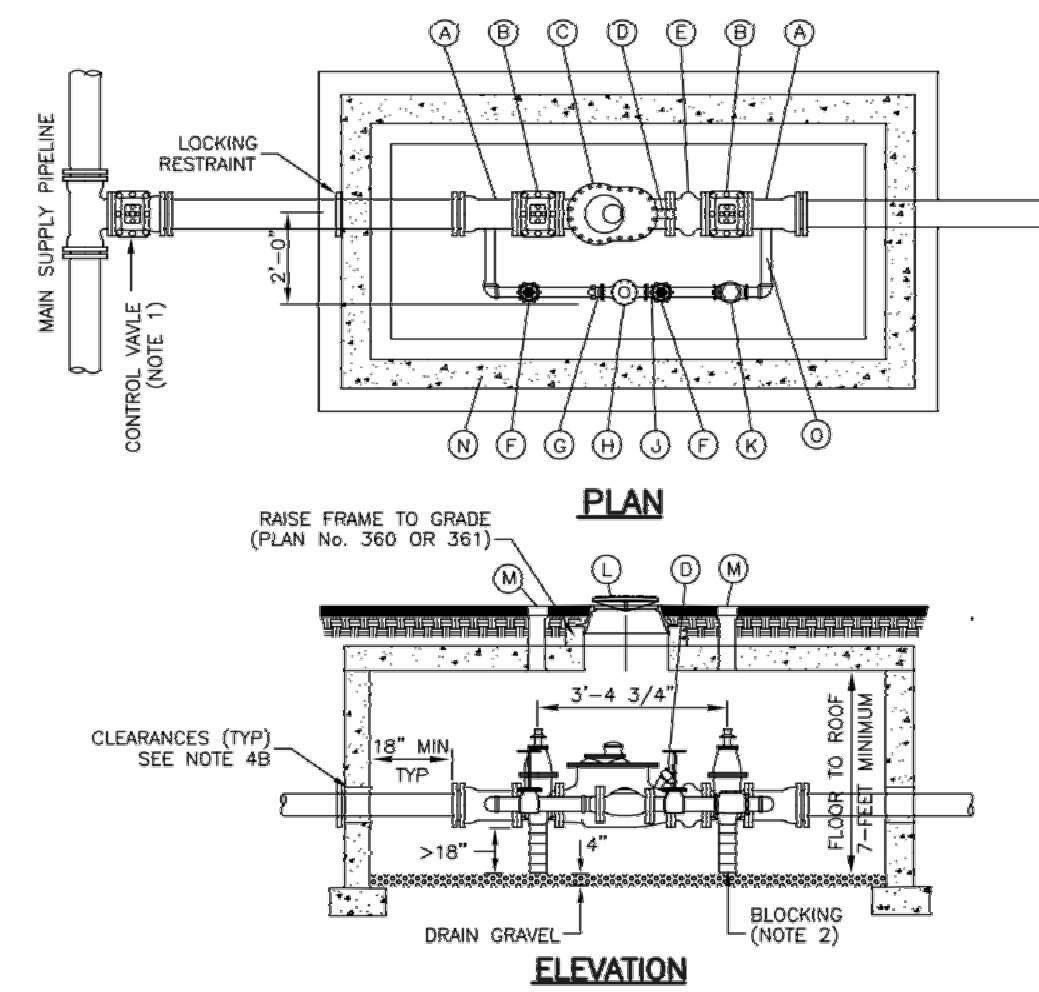 A B C D E B A
MAIN SUPPLY PIPELINE
LOCKING
RESTRAINT
2'-0"
CONTROL VAVLE
(NOTE 1)
N F G H J F K O
PLAN
RAISE FRAME TO GRADE
(PLAN No. 360 OR 361)
M L D M
3'-4 3/4"
CLEARANCES (TYP)
SEE NOTE 4B
18" MIN
TYP
FLOOR TO ROOF
7-FEET MINIMUM
>18"
4"
DRAIN GRAVEL
BLOCKING
(NOTE 2)
ELEVATION